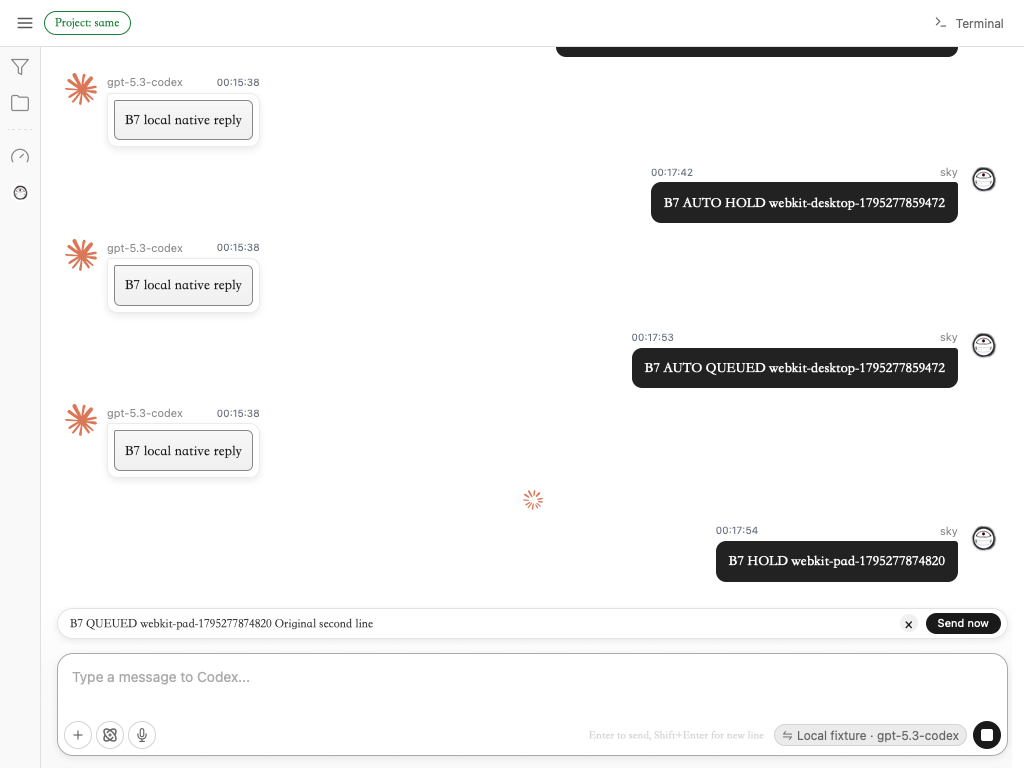 Project: same
Terminal
gpt-5.3-codex 00:15:38
B7 local native reply
00:17:42 sky
B7 AUTO HOLD webkit-desktop-1795277859472
gpt-5.3-codex 00:15:38
B7 local native reply
00:17:53 sky
B7 AUTO QUEUED webkit-desktop-1795277859472
gpt-5.3-codex 00:15:38
B7 local native reply
00:17:54 sky
B7 HOLD webkit-pad-1795277874820
B7 QUEUED webkit-pad-1795277874820 Original second line
Send now
Type a message to Codex...
Enter to send, Shift+Enter for new line
Local fixture · gpt-5.3-codex